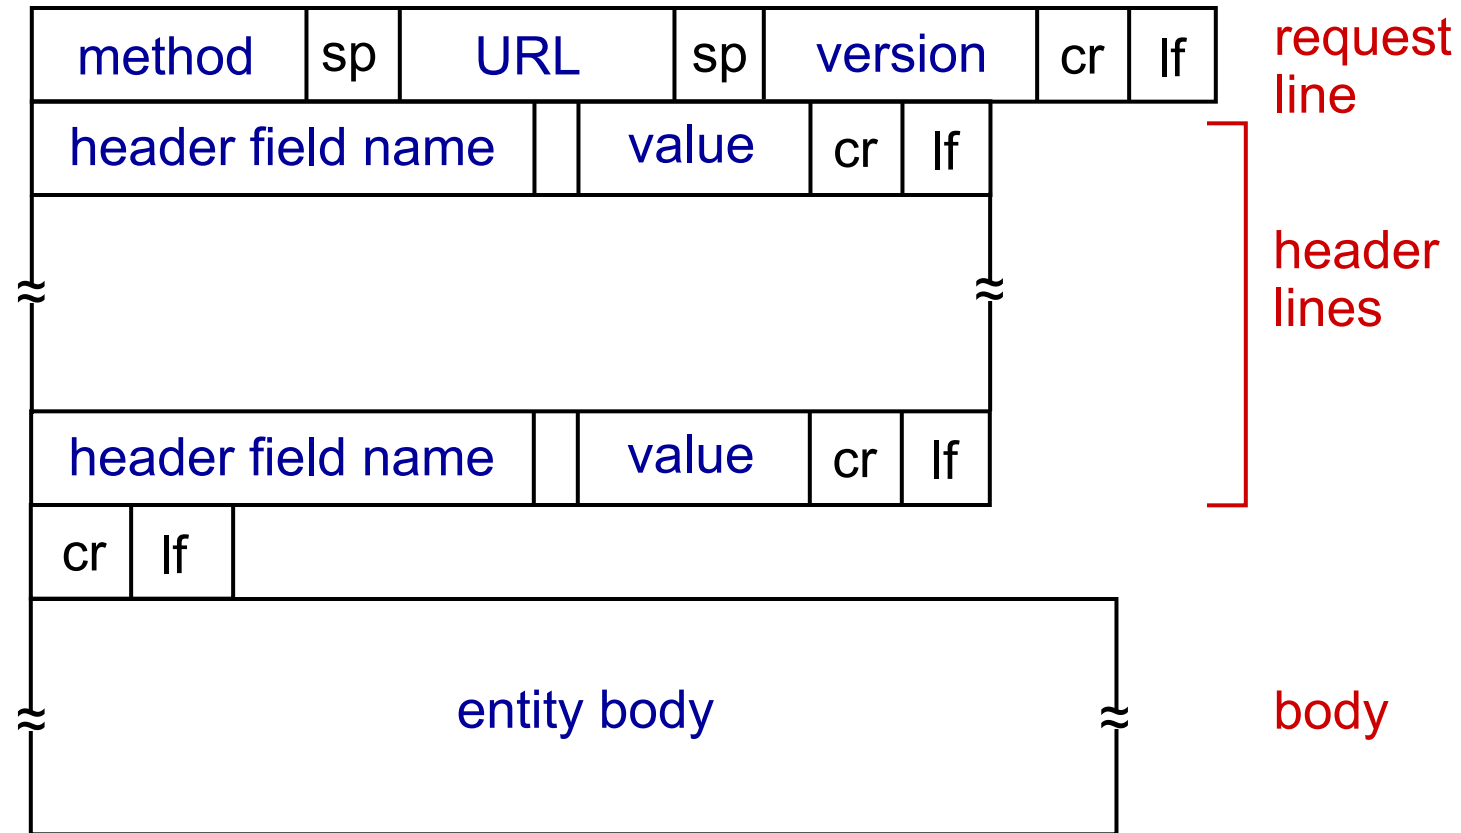 method sp URL sp version cr lf
request
line
header field name value cr lf
header
lines
header field name value cr lf
cr lf
entity body
body